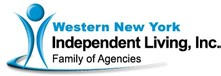 Western New York
Independent Living, Inc.
Family of Agencies